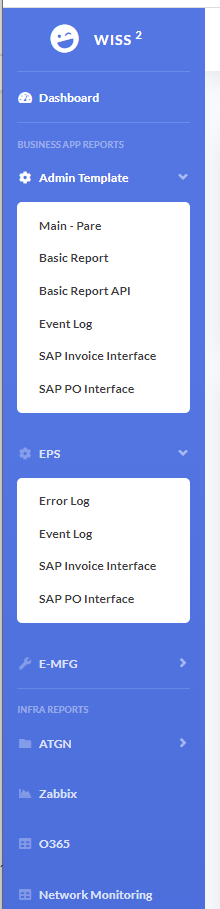 WISS 2
Dashboard
BUSINESS APP REPORTS
Admin Template
Main - Pare
Basic Report
Basic Report API
Event Log
SAP Invoice Interface
SAP PO Interface
EPS
Error Log
Event Log
SAP Invoice Interface
SAP PO Interface
E-MFG
INFRA REPORTS
ATGN
Zabbix
O365
Network Monitoring